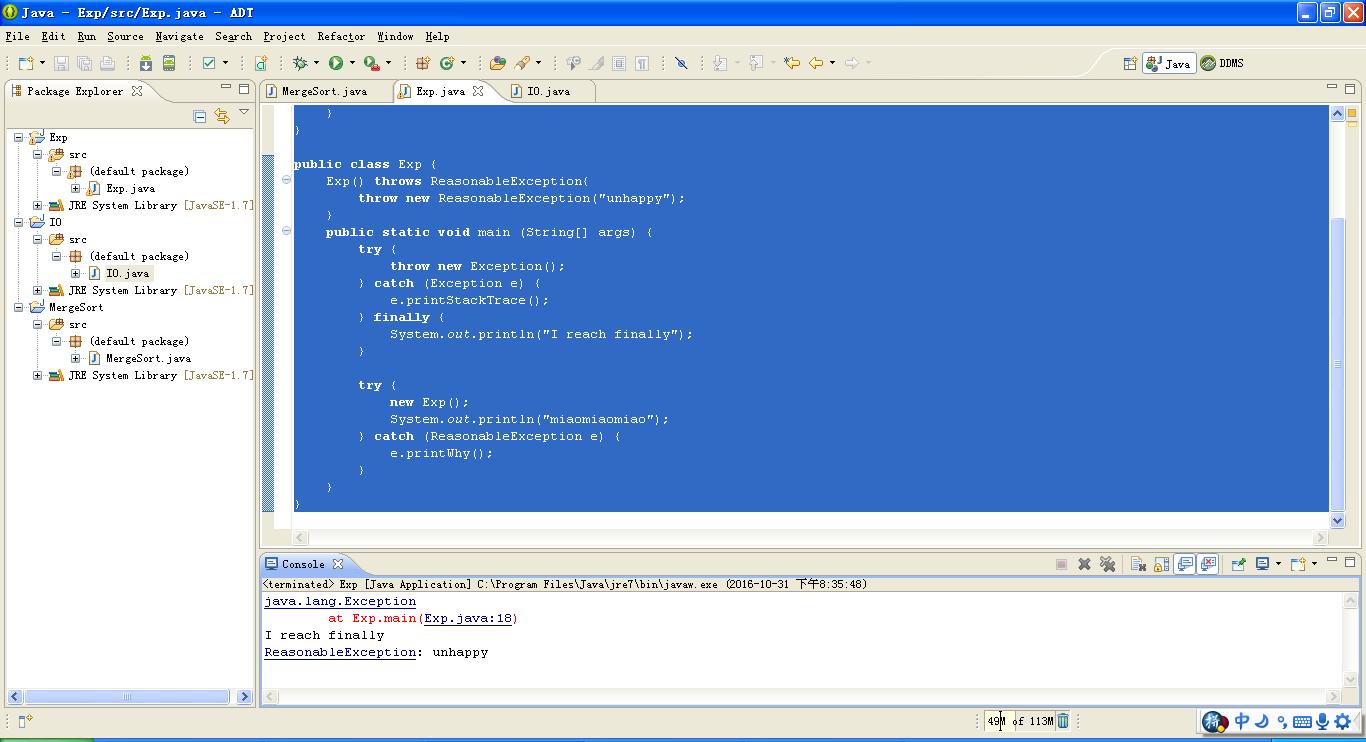 Java - Exp/src/Exp.java - ADT
File Edit Run Source Navigate Search Project Refactor Window Help
Java DDMS
Package Explorer
MergeSort.java Exp.java IO.java
Exp
src
(default package)
Exp.java
JRE System Library [JavaSE-1.7]
IO
src
(default package)
IO.java
JRE System Library [JavaSE-1.7]
MergeSort
src
(default package)
MergeSort.java
JRE System Library [JavaSE-1.7]
}
}
public class Exp {
Exp() throws ReasonableException{
throw new ReasonableException("unhappy");
}
public static void main (String[] args) {
try {
throw new Exception();
} catch (Exception e) {
e.printStackTrace();
} finally {
System.out.println("I reach finally");
}
try {
new Exp();
System.out.println("miaomiaomiao");
} catch (ReasonableException e) {
e.printWhy();
}
}
}
Console
<terminated> Exp [Java Application] C:\Program Files\Java\jre7\bin\javaw.exe (2016-10-31 下午8:35:48)
java.lang.Exception
at Exp.main(Exp.java:18)
I reach finally
ReasonableException: unhappy
49M of 113M
拼 中